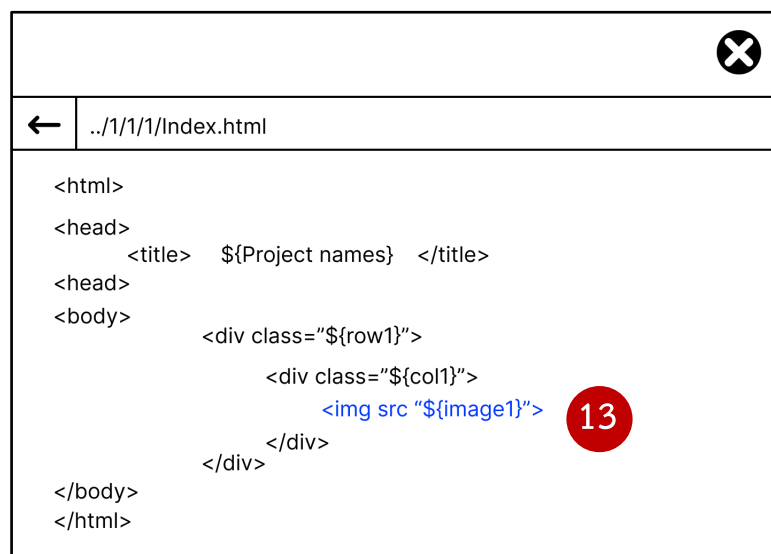 ../1/1/1/Index.html
<html>
<head>
<title> ${Project names} </title>
<head>
<body>
<div class=”${row1}”>
<div class=”${col1}”>
<img src “${image1}”>
13
</div>
</div>
</body>
</html>